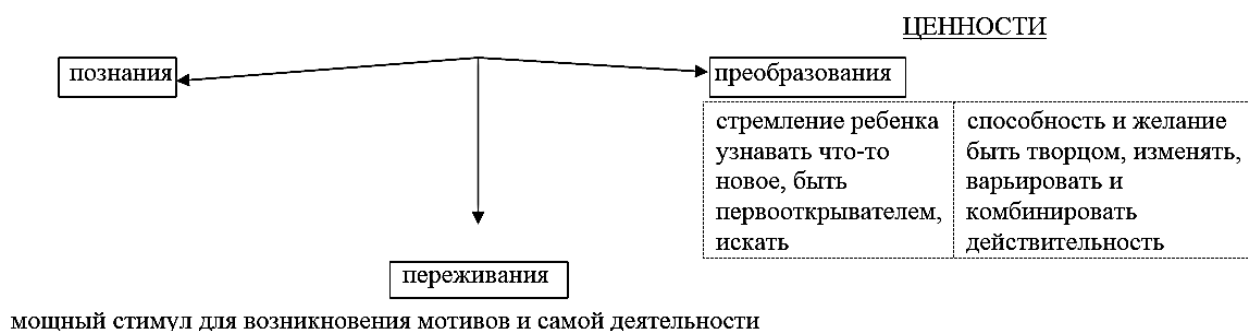 ЦЕННОСТИ
познания
преобразования
стремление ребенка
узнавать что-то
новое, быть
первооткрывателем,
искать
способность и желание
быть творцом, изменять,
варьировать и
комбинировать
действительность
переживания
мощный стимул для возникновения мотивов и самой деятельности